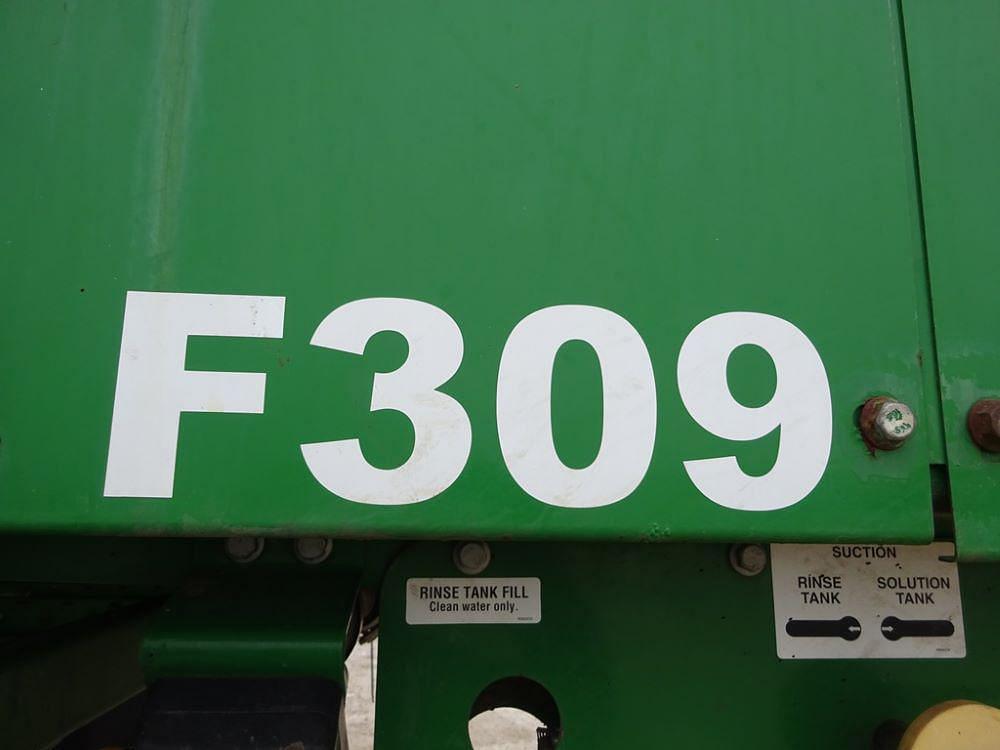 F309
RINSE TANK FILL
Clean water only.
SUCTION
RINSE TANK
SOLUTION TANK